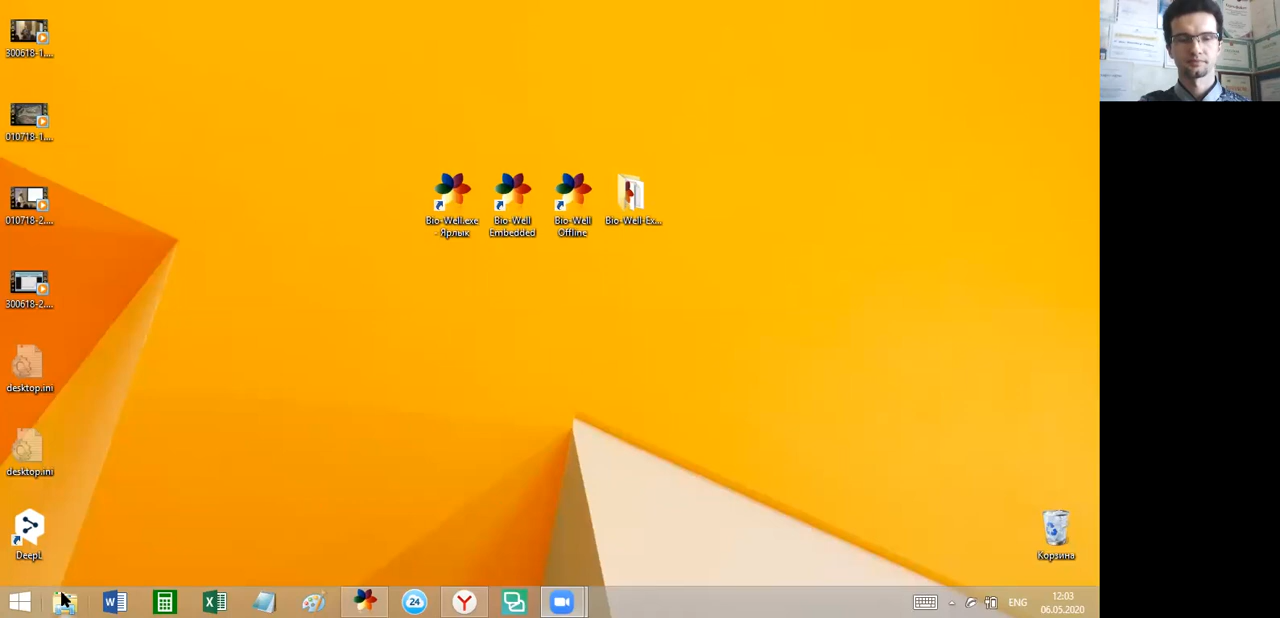 300618-1....
010718-1....
010718-2....
300618-2....
desktop.ini
desktop.ini
DeepL
Bio-Well.exe
- Ярлык
Bio-Well
Embedded
Bio-Well
Offline
Bio-Well-Ex...
Корзина
24
ENG
12:03
06.05.2020